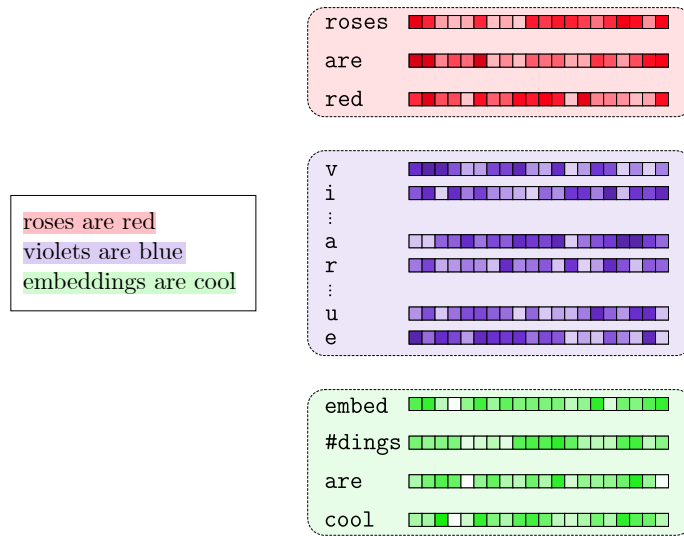 roses are red
violets are blue
embeddings are cool
roses
are
red
v
i
⋮
a
r
⋮
u
e
embed
#dings
are
cool